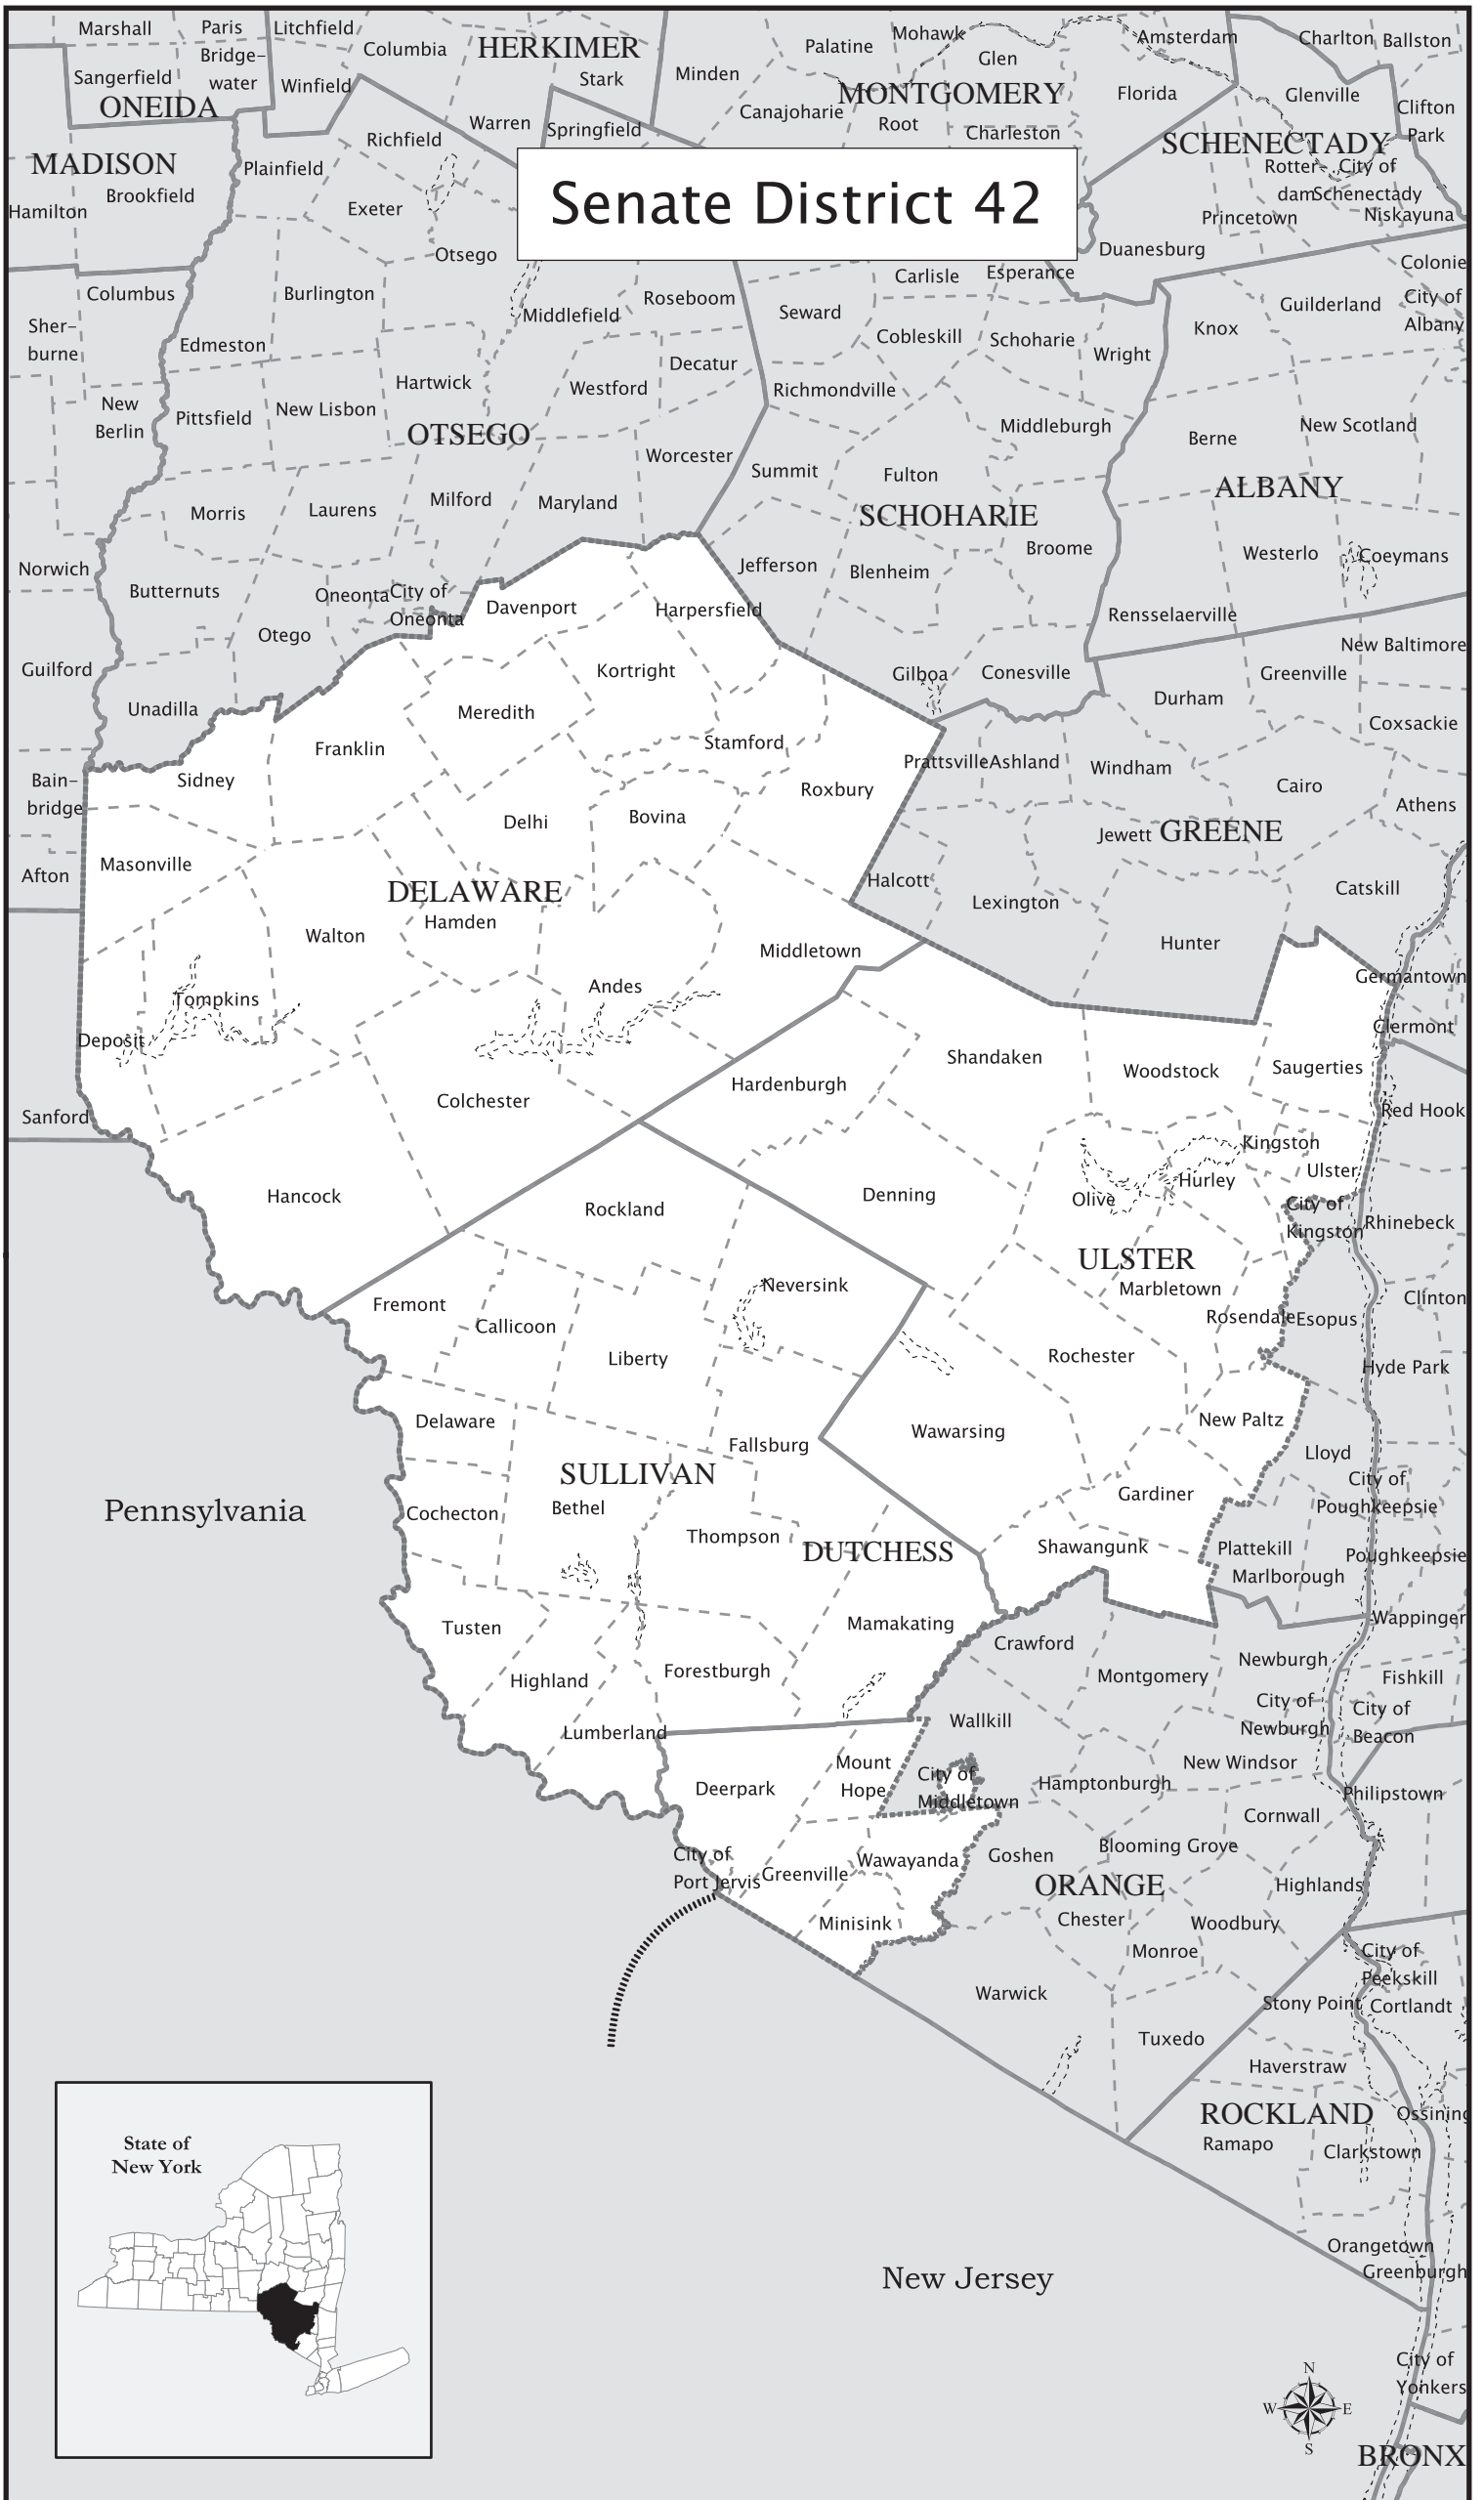 Marshall
Paris
Litchfield
Columbia
HERKIMER
Stark
Minden
Palatine
Mohawk
Glen
Amsterdam
Charlton
Ballston
Bridge-
water
Sangerfield
Winfield
ONEIDA
MONTGOMERY
Canajoharie
Root
Charleston
Florida
Glenville
Clifton
Park
Warren
Springfield
Richfield
SCHENECTADY
Rotter-
dam
City of
Schenectady
Niskayuna
Princetown
Duanesburg
MADISON
Brookfield
Hamilton
Plainfield
Exeter
Otsego
Senate District 42
Carlisle
Esperance
Colonie
Columbus
Burlington
Middlefield
Roseboom
Seward
Cobleskill
Schoharie
Wright
Knox
Guilderland
City of
Albany
Sher-
burne
Edmeston
Hartwick
Westford
Decatur
Richmondville
New
Berlin
Pittsfield
New Lisbon
OTSEGO
Worcester
Summit
Fulton
Middleburgh
Berne
New Scotland
ALBANY
Morris
Laurens
Milford
Maryland
SCHOHARIE
Broome
Westerlo
Coeymans
Norwich
Butternuts
Oneonta
City of
Oneonta
Davenport
Harpersfield
Jefferson
Blenheim
Rensselaerville
Otego
Guilford
Unadilla
Kortright
Meredith
Gilboa
Conesville
New Baltimore
Greenville
Durham
Coxsackie
Franklin
Stamford
Prattsville
Ashland
Windham
Cairo
Athens
Bain-
bridge
Sidney
Roxbury
Delhi
Bovina
Jewett
GREENE
Afton
Masonville
DELAWARE
Hamden
Halcott
Lexington
Catskill
Walton
Middletown
Hunter
Andes
Tompkins
Germantown
Clermont
Deposit
Shandaken
Woodstock
Saugerties
Hardenburgh
Sanford
Colchester
Red Hook
Kingston
Ulster
Hurley
Olive
Denning
Hancock
Rockland
City of
Kingston
Rhinebeck
ULSTER
Marbletown
Neversink
Clinton
Fremont
Callicoon
Rosendale
Esopus
Liberty
Rochester
Hyde Park
Delaware
New Paltz
Fallsburg
Wawarsing
Lloyd
SULLIVAN
City of
Poughkeepsie
Pennsylvania
Cochecton
Bethel
Gardiner
Thompson
DUTCHESS
Shawangunk
Plattekill
Marlborough
Poughkeepsie
Tusten
Mamakating
Wappinger
Crawford
Newburgh
Montgomery
Fishkill
Highland
Forestburgh
City of
Newburgh
City of
Beacon
Lumberland
Wallkill
New Windsor
Deerpark
Mount
Hope
City of
Middletown
Hamptonburgh
Philipstown
Cornwall
City of
Port Jervis
Greenville
Wawayanda
Goshen
Blooming Grove
ORANGE
Highlands
Minisink
Chester
Woodbury
Monroe
City of
Peekskill
Warwick
Stony Point
Cortlandt
Tuxedo
Haverstraw
ROCKLAND
Ossining
Ramapo
Clarkstown
State of
New York
Orangetown
Greenburgh
New Jersey
City of
Yonkers
N
W
E
S
BRONX